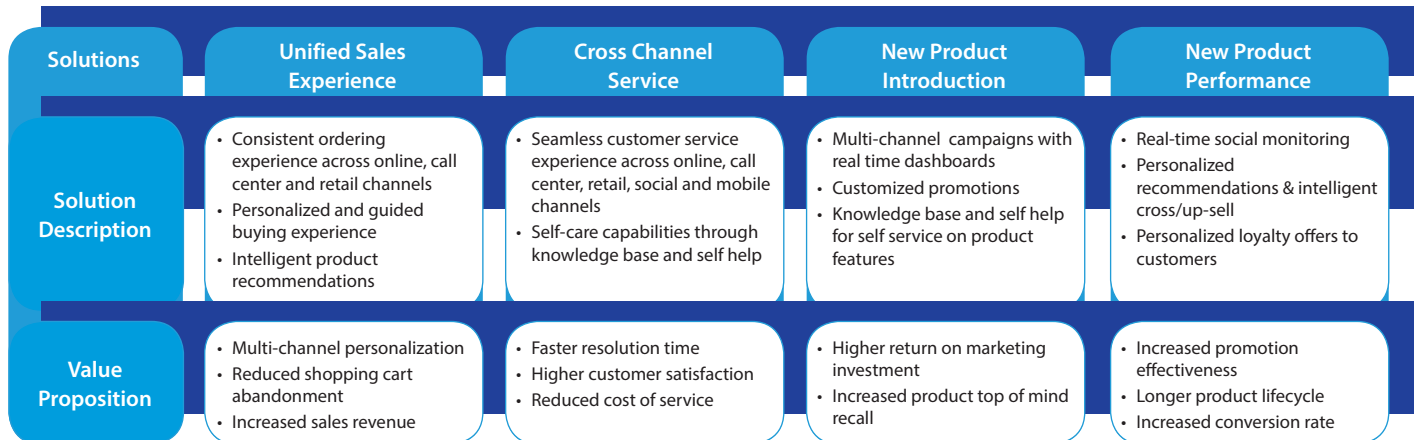 Solutions
Unified Sales
Experience
Cross Channel
Service
New Product
Introduction
New Product
Performance
Solution
Description
• Consistent ordering
experience across online, call
center and retail channels
• Personalized and guided
buying experience
• Intelligent product
recommendations
• Seamless customer service
experience across online, call
center, retail, social and mobile
channels
• Self-care capabilities through
knowledge base and self help
• Multi-channel campaigns with
real time dashboards
• Customized promotions
• Knowledge base and self help
for self service on product
features
• Real-time social monitoring
• Personalized
recommendations & intelligent
cross/up-sell
• Personalized loyalty offers to
customers
Value
Proposition
• Multi-channel personalization
• Reduced shopping cart
abandonment
• Increased sales revenue
• Faster resolution time
• Higher customer satisfaction
• Reduced cost of service
• Higher return on marketing
investment
• Increased product top of mind
recall
• Increased promotion
effectiveness
• Longer product lifecycle
• Increased conversion rate